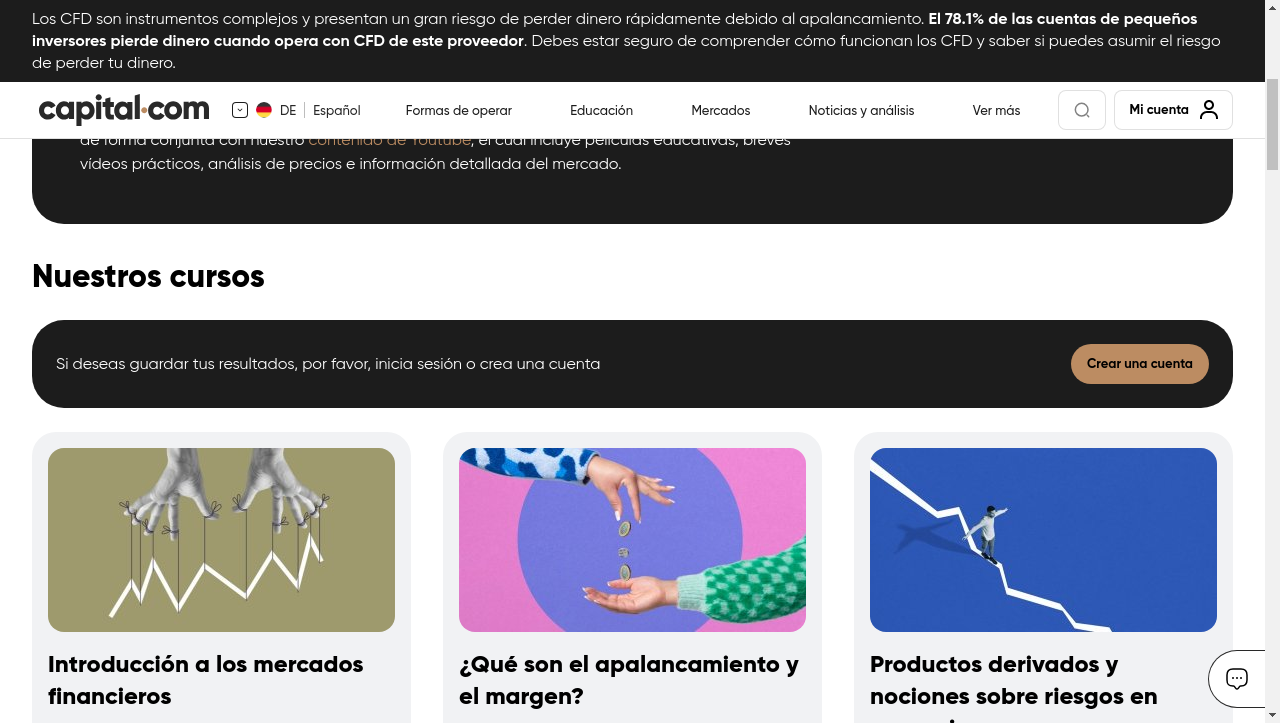 Los CFD son instrumentos complejos y presentan un gran riesgo de perder dinero rápidamente debido al apalancamiento. El 78.1% de las cuentas de pequeños
inversores pierde dinero cuando opera con CFD de este proveedor. Debes estar seguro de comprender cómo funcionan los CFD y saber si puedes asumir el riesgo
de perder tu dinero.
capital.com DE Español Formas de operar Educación Mercados Noticias y análisis Ver más Mi cuenta
de forma conjunta con nuestro contenido de Youtube, el cual incluye películas educativas, breves
vídeos prácticos, análisis de precios e información detallada del mercado.
Nuestros cursos
Si deseas guardar tus resultados, por favor, inicia sesión o crea una cuenta
Crear una cuenta
Introducción a los mercados
financieros
¿Qué son el apalancamiento y
el margen?
Productos derivados y
nociones sobre riesgos en